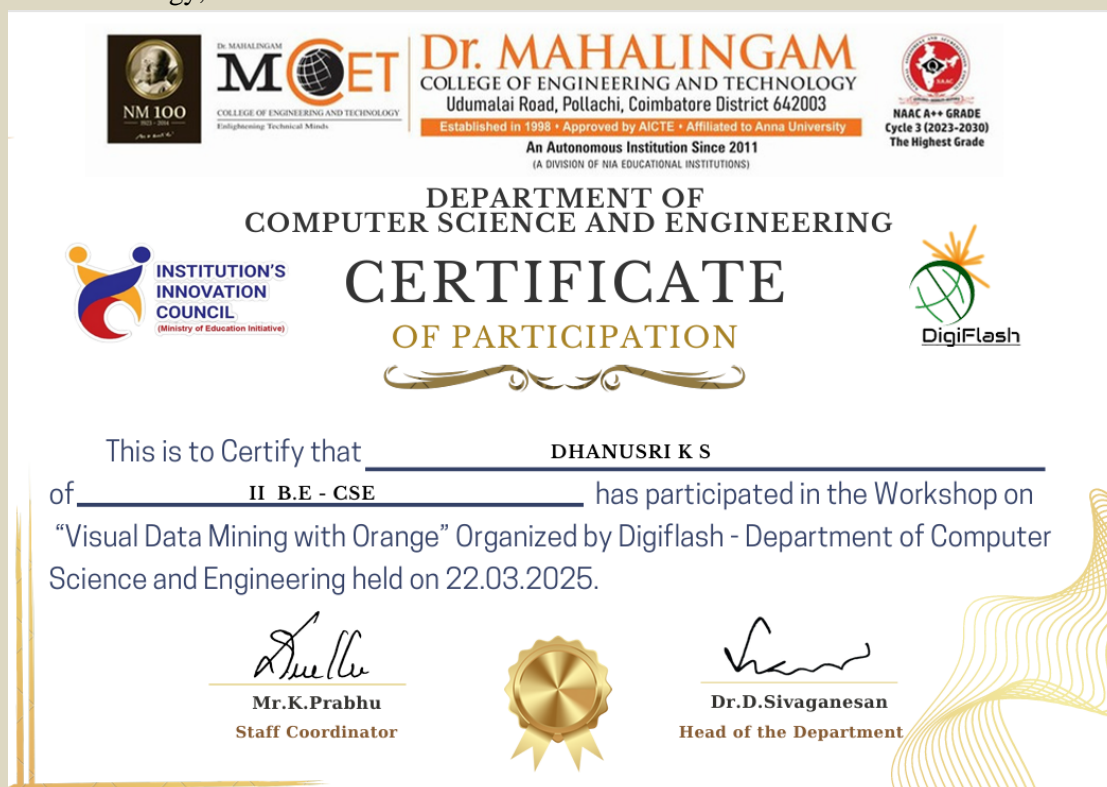 NM 100
1923 - 2014
Dr. MAHALINGAM
MCET
COLLEGE OF ENGINEERING AND TECHNOLOGY
Enlightening Technical Minds
Dr. MAHALINGAM
COLLEGE OF ENGINEERING AND TECHNOLOGY
Udumalai Road, Pollachi, Coimbatore District 642003
Established in 1998 • Approved by AICTE • Affiliated to Anna University
An Autonomous Institution Since 2011
(A DIVISION OF NIA EDUCATIONAL INSTITUTIONS)
NAAC A++ GRADE
Cycle 3 (2023-2030)
The Highest Grade
DEPARTMENT OF
COMPUTER SCIENCE AND ENGINEERING
INSTITUTION'S
INNOVATION
COUNCIL
(Ministry of Education Initiative)
CERTIFICATE
OF PARTICIPATION
DigiFlash
This is to Certify that DHANUSRI K S
of II B.E - CSE has participated in the Workshop on
“Visual Data Mining with Orange” Organized by Digiflash - Department of Computer
Science and Engineering held on 22.03.2025.
Mr.K.Prabhu
Staff Coordinator
Dr.D.Sivaganesan
Head of the Department